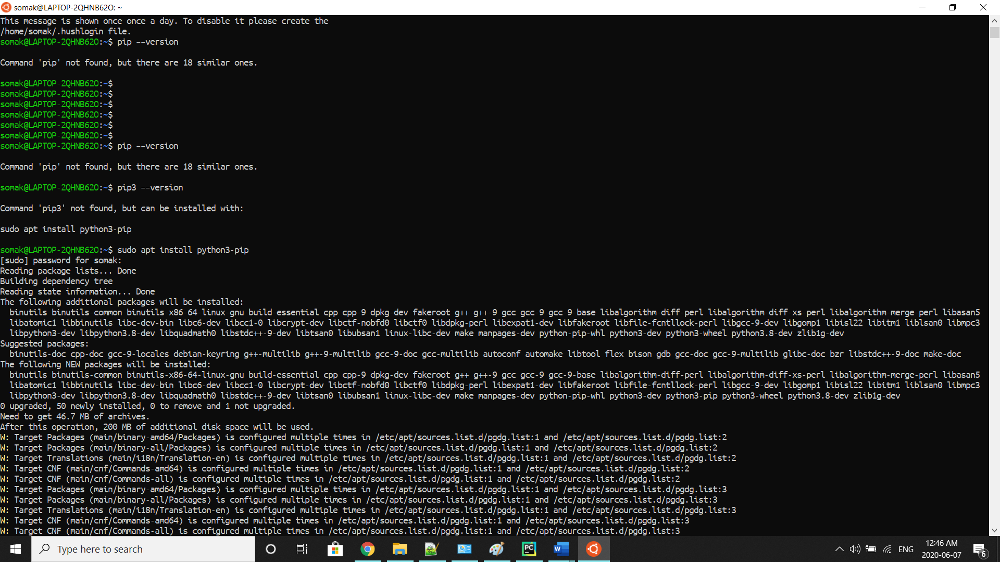 somak@LAPTOP-2QHNB62O: ~
This message is shown once once a day. To disable it please create the
/home/somak/.hushlogin file.
somak@LAPTOP-2QHNB62O:~$ pip --version
Command 'pip' not found, but there are 18 similar ones.
somak@LAPTOP-2QHNB62O:~$
somak@LAPTOP-2QHNB62O:~$
somak@LAPTOP-2QHNB62O:~$
somak@LAPTOP-2QHNB62O:~$
somak@LAPTOP-2QHNB62O:~$
somak@LAPTOP-2QHNB62O:~$
somak@LAPTOP-2QHNB62O:~$ pip --version
Command 'pip' not found, but there are 18 similar ones.
somak@LAPTOP-2QHNB62O:~$ pip3 --version
Command 'pip3' not found, but can be installed with:
sudo apt install python3-pip
somak@LAPTOP-2QHNB62O:~$ sudo apt install python3-pip
[sudo] password for somak:
Reading package lists... Done
Building dependency tree
Reading state information... Done
The following additional packages will be installed:
  binutils binutils-common binutils-x86-64-linux-gnu build-essential cpp cpp-9 dpkg-dev fakeroot g++ g++-9 gcc gcc-9 gcc-9-base libalgorithm-diff-perl libalgorithm-diff-xs-perl libalgorithm-merge-perl libasan5
  libatomic1 libbinutils libc-dev-bin libc6-dev libcc1-0 libcrypt-dev libctf-nobfd0 libctf0 libdpkg-perl libexpat1-dev libfakeroot libfile-fcntllock-perl libgcc-9-dev libgomp1 libisl22 libitm1 liblsan0 libmpc3
  libpython3-dev libpython3.8-dev libquadmath0 libstdc++-9-dev libtsan0 libubsan1 linux-libc-dev make manpages-dev python-pip-whl python3-dev python3-wheel python3.8-dev zlib1g-dev
Suggested packages:
  binutils-doc cpp-doc gcc-9-locales debian-keyring g++-multilib g++-9-multilib gcc-9-doc gcc-multilib autoconf automake libtool flex bison gdb gcc-doc gcc-9-multilib glibc-doc bzr libstdc++-9-doc make-doc
The following NEW packages will be installed:
  binutils binutils-common binutils-x86-64-linux-gnu build-essential cpp cpp-9 dpkg-dev fakeroot g++ g++-9 gcc gcc-9 gcc-9-base libalgorithm-diff-perl libalgorithm-diff-xs-perl libalgorithm-merge-perl libasan5
  libatomic1 libbinutils libc-dev-bin libc6-dev libcc1-0 libcrypt-dev libctf-nobfd0 libctf0 libdpkg-perl libexpat1-dev libfakeroot libfile-fcntllock-perl libgcc-9-dev libgomp1 libisl22 libitm1 liblsan0 libmpc3
  libpython3-dev libpython3.8-dev libquadmath0 libstdc++-9-dev libtsan0 libubsan1 linux-libc-dev make manpages-dev python-pip-whl python3-dev python3-pip python3-wheel python3.8-dev zlib1g-dev
0 upgraded, 50 newly installed, 0 to remove and 1 not upgraded.
Need to get 46.7 MB of archives.
After this operation, 200 MB of additional disk space will be used.
W: Target Packages (main/binary-amd64/Packages) is configured multiple times in /etc/apt/sources.list.d/pgdg.list:1 and /etc/apt/sources.list.d/pgdg.list:2
W: Target Packages (main/binary-all/Packages) is configured multiple times in /etc/apt/sources.list.d/pgdg.list:1 and /etc/apt/sources.list.d/pgdg.list:2
W: Target Translations (main/i18n/Translation-en) is configured multiple times in /etc/apt/sources.list.d/pgdg.list:1 and /etc/apt/sources.list.d/pgdg.list:2
W: Target CNF (main/cnf/Commands-amd64) is configured multiple times in /etc/apt/sources.list.d/pgdg.list:1 and /etc/apt/sources.list.d/pgdg.list:2
W: Target CNF (main/cnf/Commands-all) is configured multiple times in /etc/apt/sources.list.d/pgdg.list:1 and /etc/apt/sources.list.d/pgdg.list:2
W: Target Packages (main/binary-amd64/Packages) is configured multiple times in /etc/apt/sources.list.d/pgdg.list:1 and /etc/apt/sources.list.d/pgdg.list:3
W: Target Packages (main/binary-all/Packages) is configured multiple times in /etc/apt/sources.list.d/pgdg.list:1 and /etc/apt/sources.list.d/pgdg.list:3
W: Target Translations (main/i18n/Translation-en) is configured multiple times in /etc/apt/sources.list.d/pgdg.list:1 and /etc/apt/sources.list.d/pgdg.list:3
W: Target CNF (main/cnf/Commands-amd64) is configured multiple times in /etc/apt/sources.list.d/pgdg.list:1 and /etc/apt/sources.list.d/pgdg.list:3
W: Target CNF (main/cnf/Commands-all) is configured multiple times in /etc/apt/sources.list.d/pgdg.list:1 and /etc/apt/sources.list.d/pgdg.list:3
Type here to search
PC
W
ENG
12:46 AM
2020-06-07
6